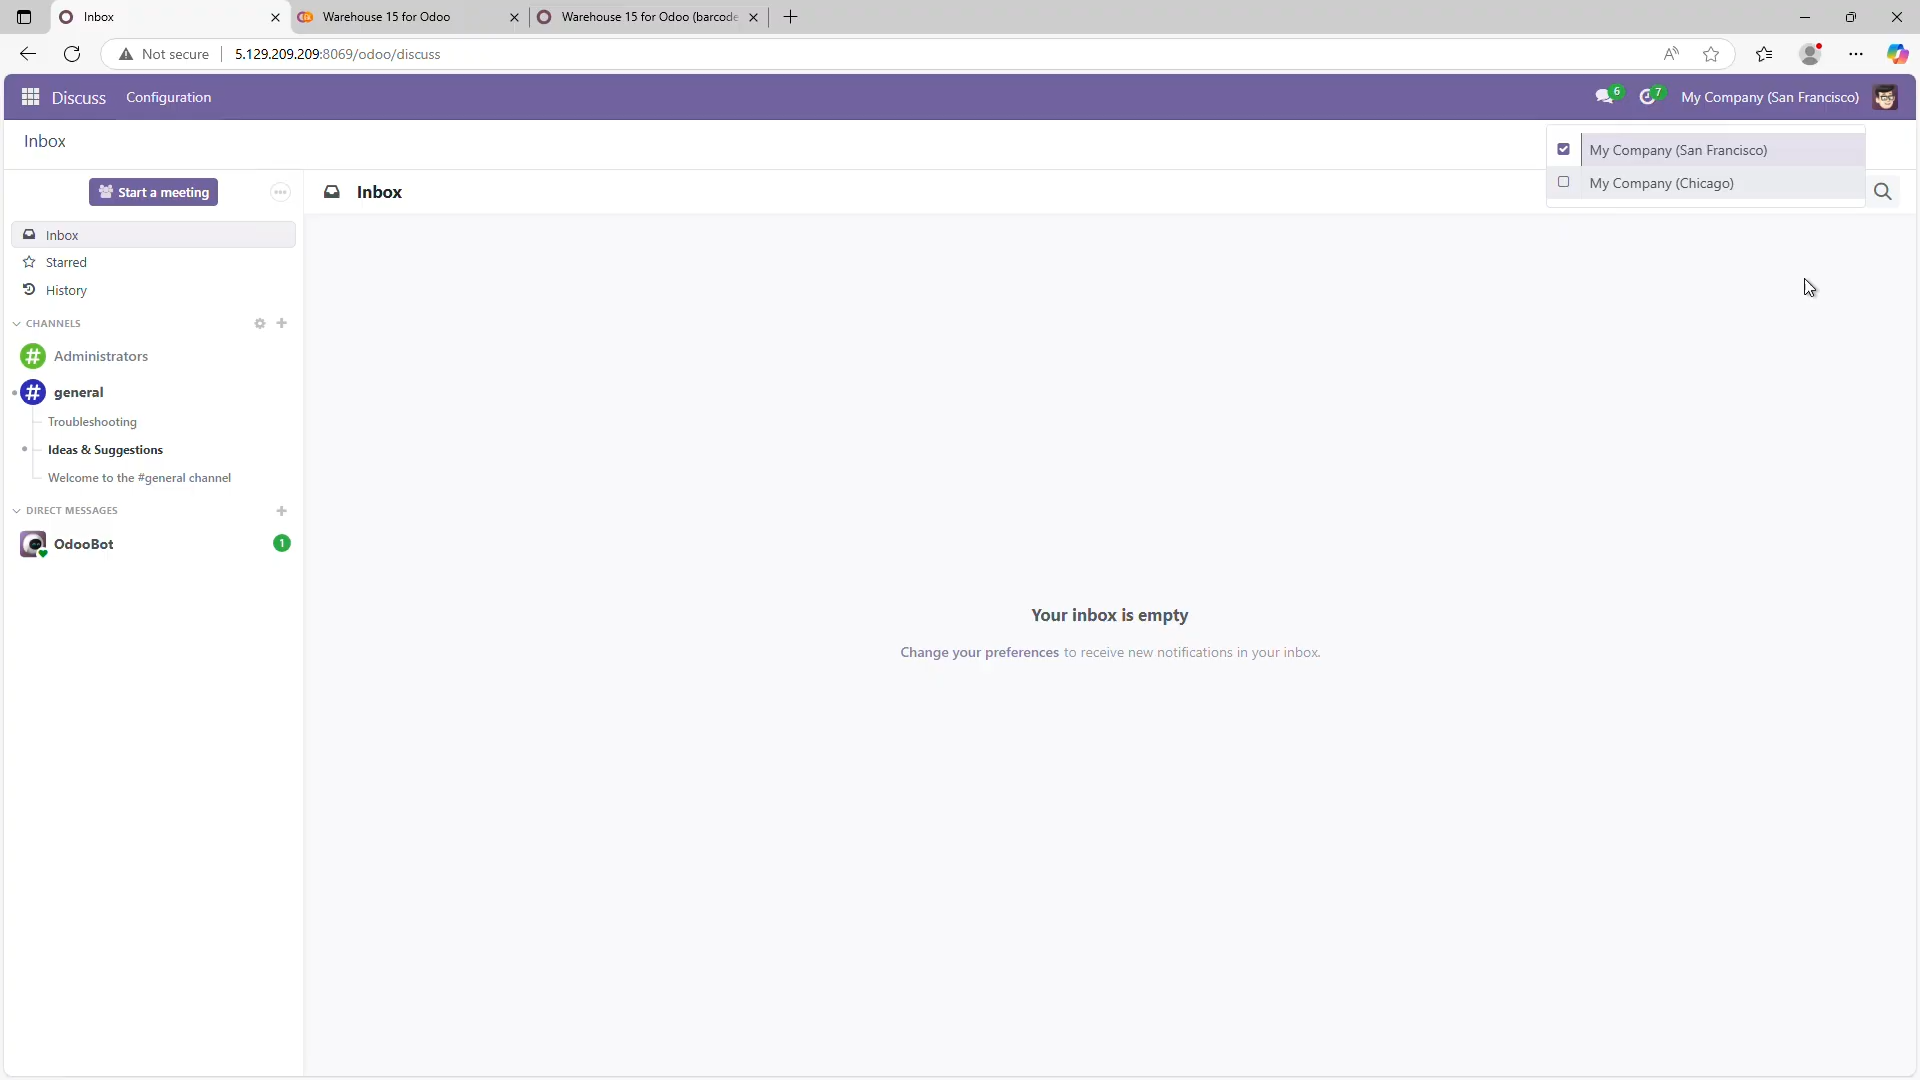 Inbox
Warehouse 15 for Odoo
Warehouse 15 for Odoo (barcode
Not secure
5.129.209.209:8069/odoo/discuss
Discuss
Configuration
6
7
My Company (San Francisco)
Inbox
My Company (San Francisco)
My Company (Chicago)
Start a meeting
Inbox
Inbox
Starred
History
CHANNELS
Administrators
general
Troubleshooting
Ideas & Suggestions
Welcome to the #general channel
DIRECT MESSAGES
OdooBot
1
Your inbox is empty
Change your preferences to receive new notifications in your inbox.